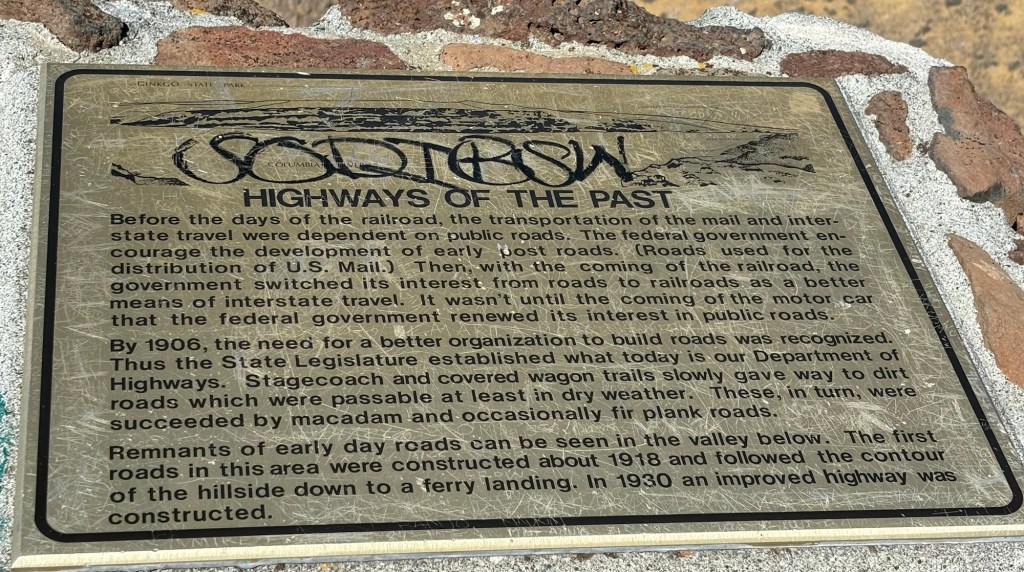 GINKGO STATE PARK
COLUMBIA RIVER
HIGHWAYS OF THE PAST
Before the days of the railroad, the transportation of the mail and inter-
state travel were dependent on public roads. The federal government en-
courage the development of early post roads. (Roads used for the
distribution of U.S. Mail.) Then, with the coming of the railroad, the
government switched its interest from roads to railroads as a better
means of interstate travel. It wasn't until the coming of the motor car
that the federal government renewed its interest in public roads.
By 1906, the need for a better organization to build roads was recognized.
Thus the State Legislature established what today is our Department of
Highways. Stagecoach and covered wagon trails slowly gave way to dirt
roads which were passable at least in dry weather. These, in turn, were
succeeded by macadam and occasionally fir plank roads.
Remnants of early day roads can be seen in the valley below. The first
roads in this area were constructed about 1918 and followed the contour
of the hillside down to a ferry landing. In 1930 an improved highway was
constructed.